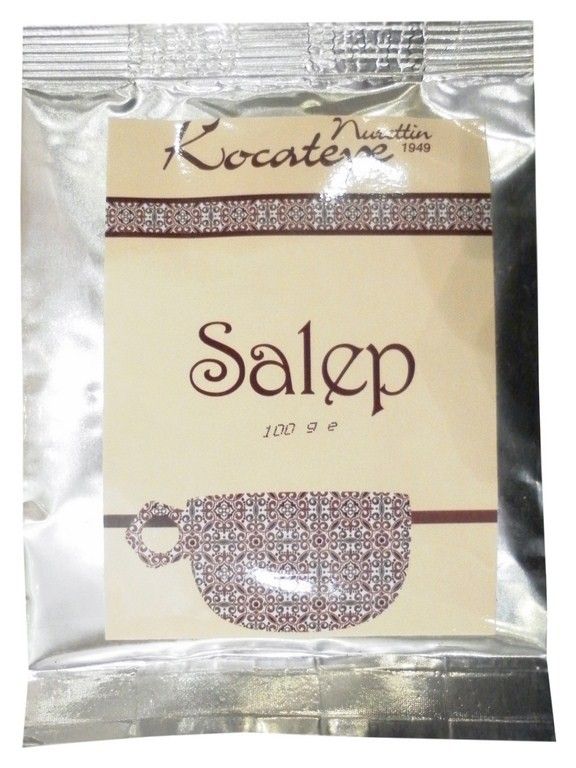 Nurettin
Kocatepe 1949
Salep
100 g e